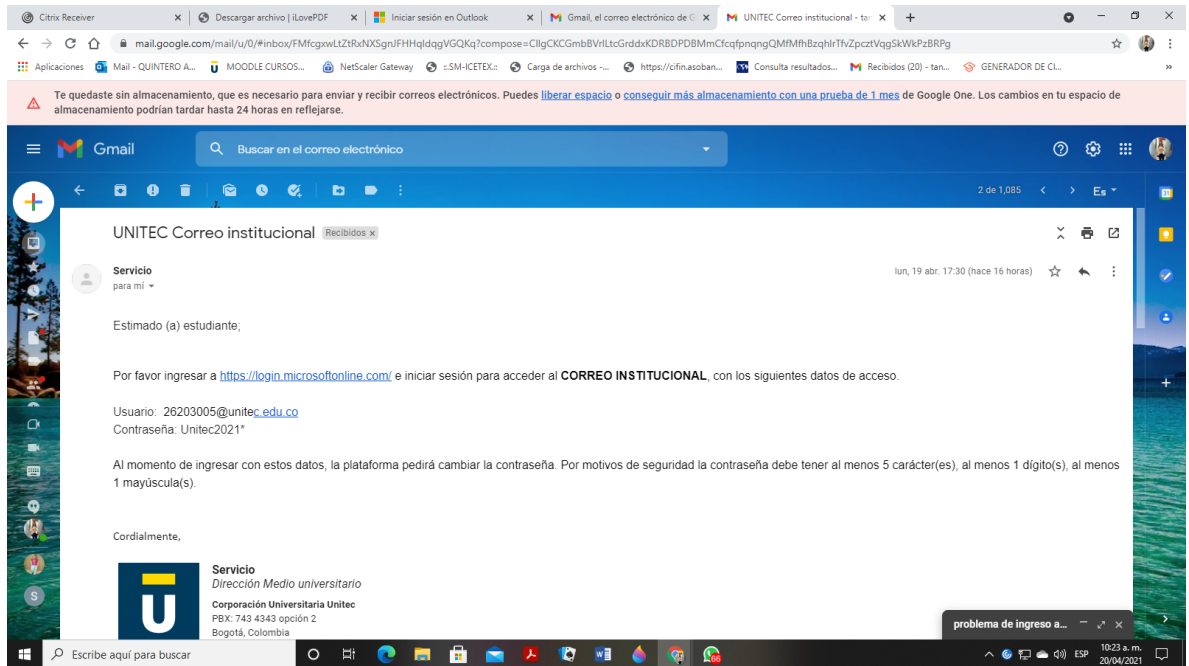 Citrix Receiver
Descargar archivo | iLovePDF
Iniciar sesión en Outlook
Gmail, el correo electrónico de G
UNITEC Correo institucional - tan
mail.google.com/mail/u/0/#inbox/
Aplicaciones
Mail - QUINTERO A...
MOODLE CURSOS...
NetScaler Gateway
::.SM-ICETEX.::
Carga de archivos -...
https://cifin.asoban...
Consulta resultados...
Recibidos (20) - tan...
GENERADOR DE CI...
»
Te quedaste sin almacenamiento, que es necesario para enviar y recibir correos electrónicos. Puedes liberar espacio o conseguir más almacenamiento con una prueba de 1 mes de Google One. Los cambios en tu espacio de
almacenamiento podrían tardar hasta 24 horas en reflejarse.
Gmail
Buscar en el correo electrónico
2 de 1,085
Es
31
UNITEC Correo institucional
Recibidos x
Servicio
lun, 19 abr. 17:30 (hace 16 horas)
para mí
Estimado (a) estudiante;
Por favor ingresar a https://login.microsoftonline.com/ e iniciar sesión para acceder al CORREO INSTITUCIONAL, con los siguientes datos de acceso.
Usuario: 26203005@unitec.edu.co
Contraseña: Unitec2021*
Al momento de ingresar con estos datos, la plataforma pedirá cambiar la contraseña. Por motivos de seguridad la contraseña debe tener al menos 5 carácter(es), al menos 1 dígito(s), al menos
1 mayúscula(s).
Cordialmente,
S
U
Servicio
Dirección Medio universitario
Corporación Universitaria Unitec
PBX: 743 4343 opción 2
Bogotá, Colombia
problema de ingreso a...
Escribe aquí para buscar
66
ESP
10:23 a. m.
20/04/2021